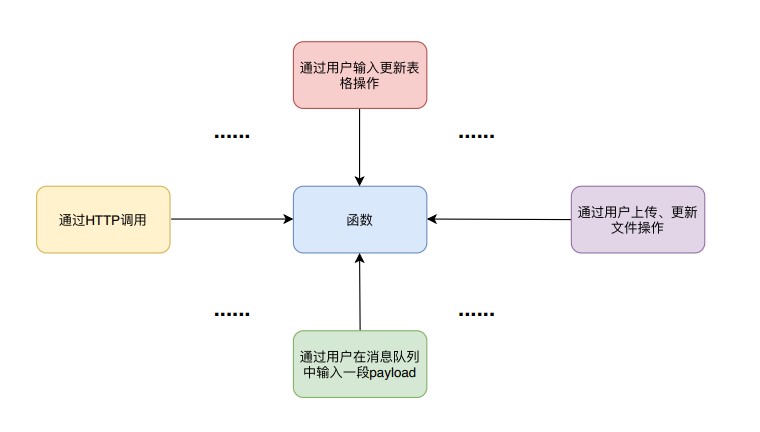 通过用户输入更新表
格操作
······
······
通过HTTP调用
函数
通过用户上传、更新
文件操作
······
······
通过用户在消息队列
中输入一段payload